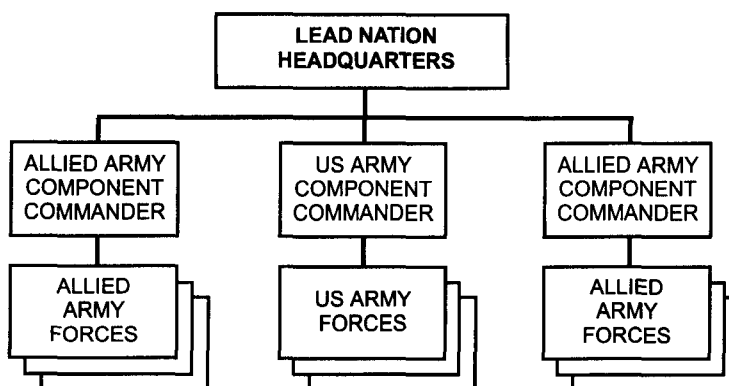 LEAD NATION
HEADQUARTERS
ALLIED ARMY
COMPONENT
COMMANDER
US ARMY
COMPONENT
COMMANDER
ALLIED ARMY
COMPONENT
COMMANDER
ALLIED
ARMY
FORCES
US ARMY
FORCES
ALLIED
ARMY
FORCES